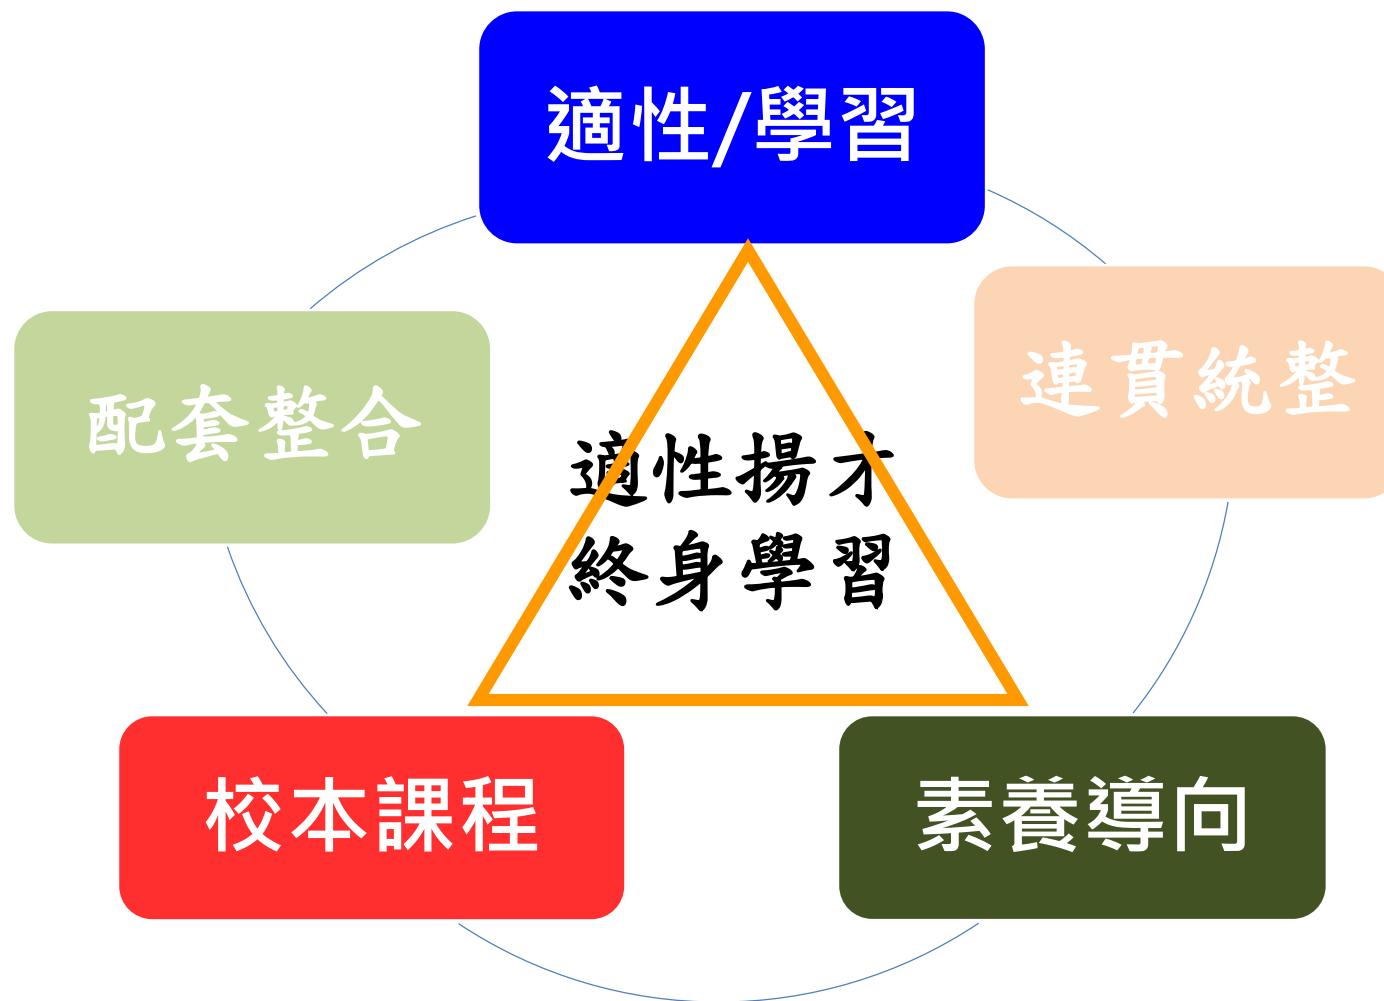 適性/學習
連貫統整
配套整合
適性揚才
終身學習
校本課程
素養導向